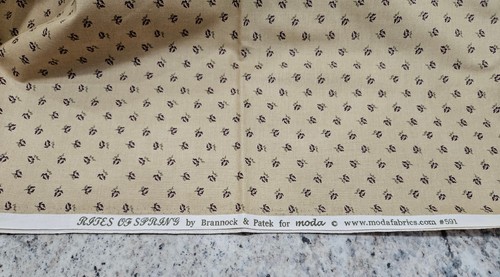 RITES OF SPRING by Brannock & Patek for moda © www.modafabrics.com #591